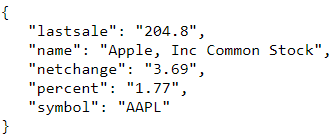 {
    "lastsale": "204.8",
    "name": "Apple, Inc Common Stock",
    "netchange": "3.69",
    "percent": "1.77",
    "symbol": "AAPL"
}